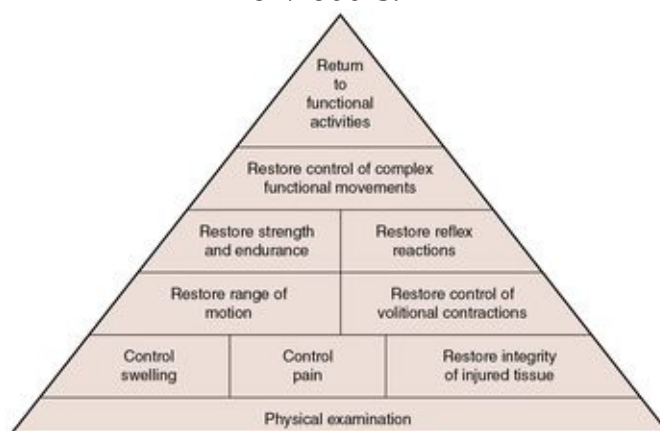 Return
to
functional
activities
Restore control of complex
functional movements
Restore strength
and endurance
Restore reflex
reactions
Restore range of
motion
Restore control of
volitional contractions
Control
swelling
Control
pain
Restore integrity
of injured tissue
Physical examination